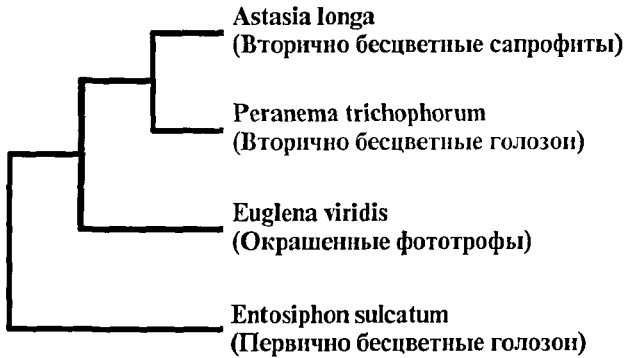 Astasia longa
(Вторично бесцветные сапрофиты)
Peranema trichophorum
(Вторично бесцветные голозои)
Euglena viridis
(Окрашенные фототрофы)
Entosiphon sulcatum
(Первично бесцветные голозои)